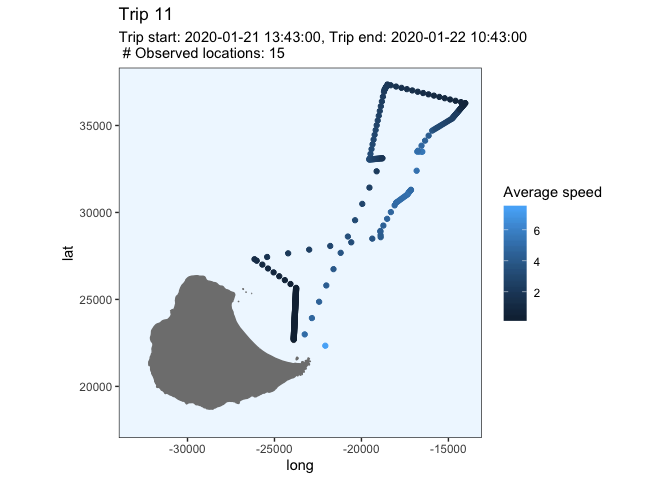 Trip 11
Trip start: 2020-01-21 13:43:00, Trip end: 2020-01-22 10:43:00
# Observed locations: 15
35000
30000
25000
20000
lat
-30000
-25000
-20000
-15000
long
Average speed
6
4
2